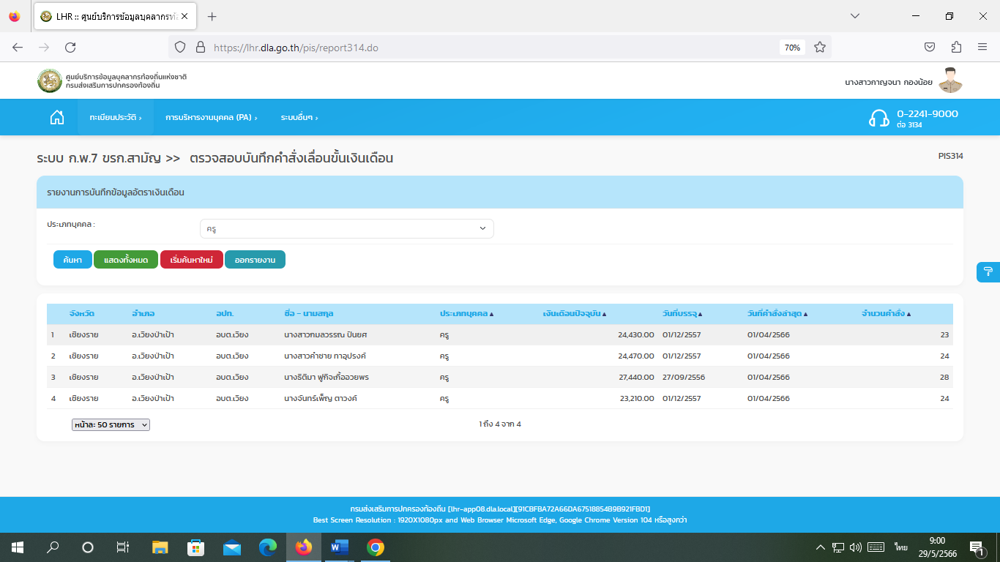 LHR :: ศูนย์บริการข้อมูลบุคลากรท้อ
https://lhr.dla.go.th/pis/report314.do
70%
ศูนย์บริการข้อมูลบุคลากรท้องถิ่นแห่งชาติ
กรมส่งเสริมการปกครองท้องถิ่น
นางสาวกาญจนา กองน้อย
ทะเบียนประวัติ ›
การบริหารงานบุคคล (PA) ›
ระบบอื่นๆ ›
0-2241-9000
ต่อ 3134
ระบบ ก.พ.7 ขรก.สามัญ >> ตรวจสอบบันทึกคำสั่งเลื่อนขั้นเงินเดือน
PIS314
รายงานการบันทึกข้อมูลอัตราเงินเดือน
ประเภทบุคคล :
ครู
ค้นหา แสดงทั้งหมด เริ่มค้นหาใหม่ ออกรายงาน
จังหวัด อำเภอ อปท. ชื่อ - นามสกุล ประเภทบุคคล▲ เงินเดือนปัจจุบัน▲ วันที่บรรจุ▲ วันที่คำสั่งล่าสุด▲ จำนวนคำสั่ง▲
1 เชียงราย อ.เวียงป่าเป้า อบต.เวียง นางสาวกมลวรรณ ปินยศ ครู 24,430.00 01/12/2557 01/04/2566 23
2 เชียงราย อ.เวียงป่าเป้า อบต.เวียง นางสาวคำซาย ทาอุปรงค์ ครู 24,470.00 01/12/2557 01/04/2566 24
3 เชียงราย อ.เวียงป่าเป้า อบต.เวียง นางธิติมา ฟูกิจเกื้ออวยพร ครู 27,440.00 27/09/2556 01/04/2566 28
4 เชียงราย อ.เวียงป่าเป้า อบต.เวียง นางจันทร์เพ็ญ ตาวงค์ ครู 23,210.00 01/12/2557 01/04/2566 24
หน้าละ 50 รายการ
1 ถึง 4 จาก 4
กรมส่งเสริมการปกครองท้องถิ่น [lhr-app08.dla.local][91CBFBA72A66DA67518854B9B921FBD1]
Best Screen Resolution : 1920X1080px and Web Browser Microsoft Edge, Google Chrome Version 104 หรือสูงกว่า
ไทย
9:00
29/5/2566
1